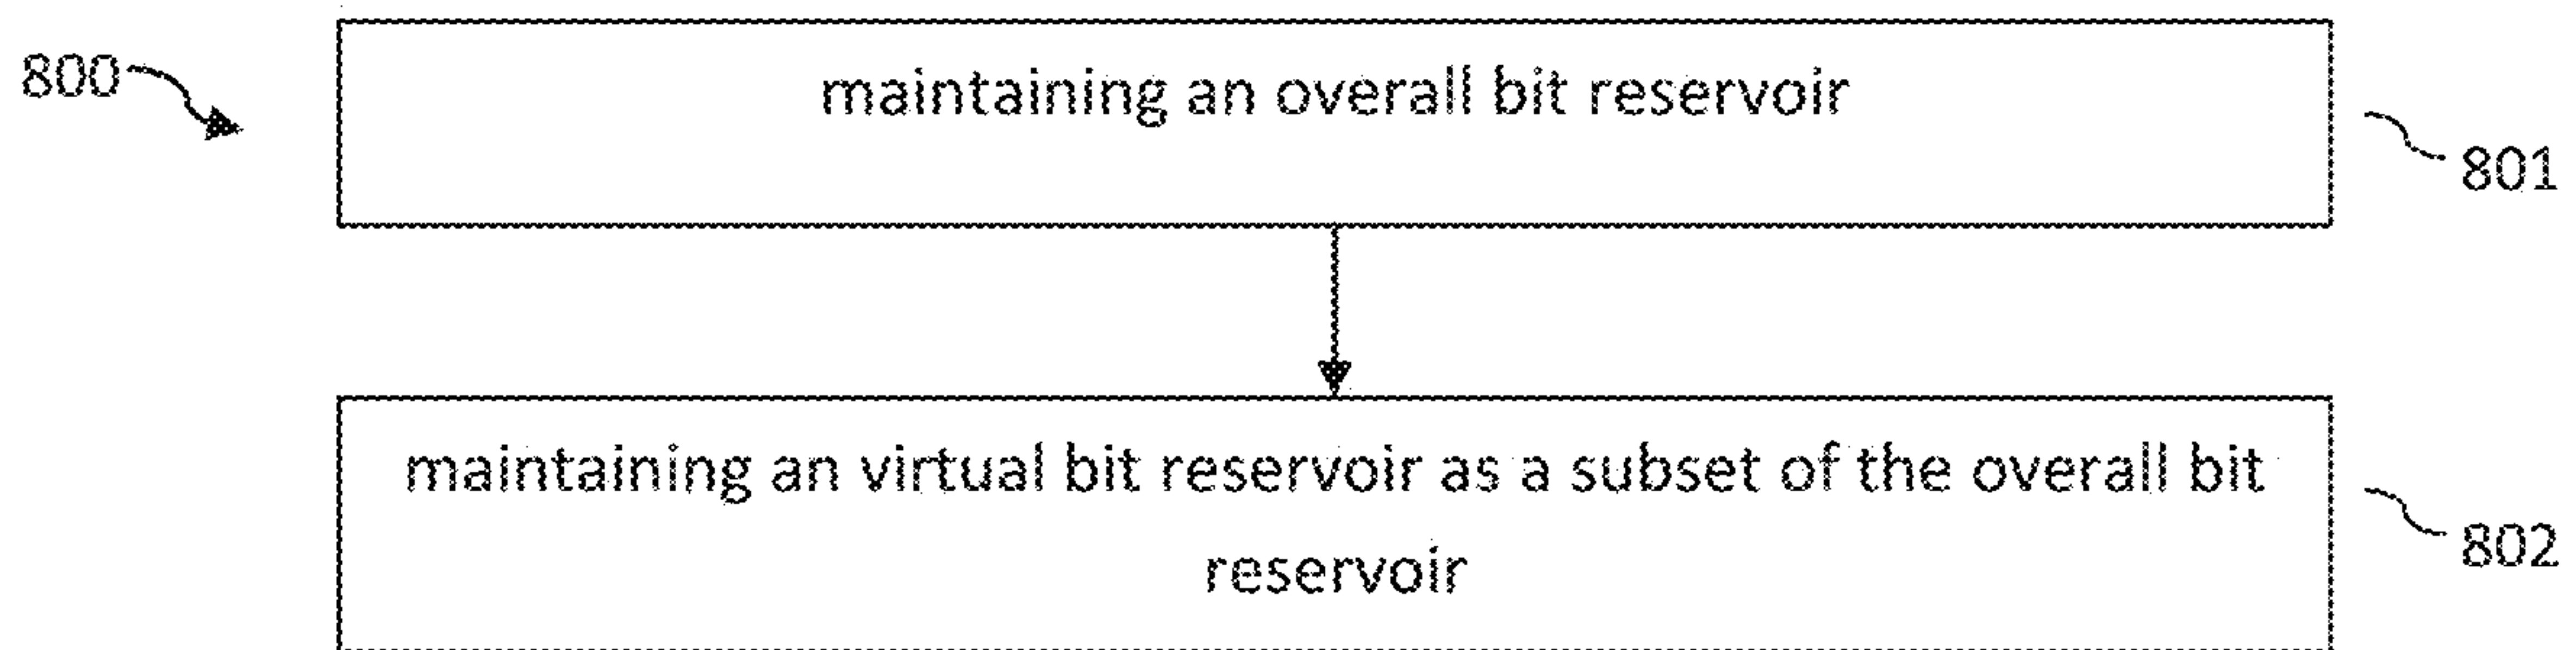 800
maintaining an overall bit reservoir
801
maintaining an virtual bit reservoir as a subset of the overall bit
reservoir
802